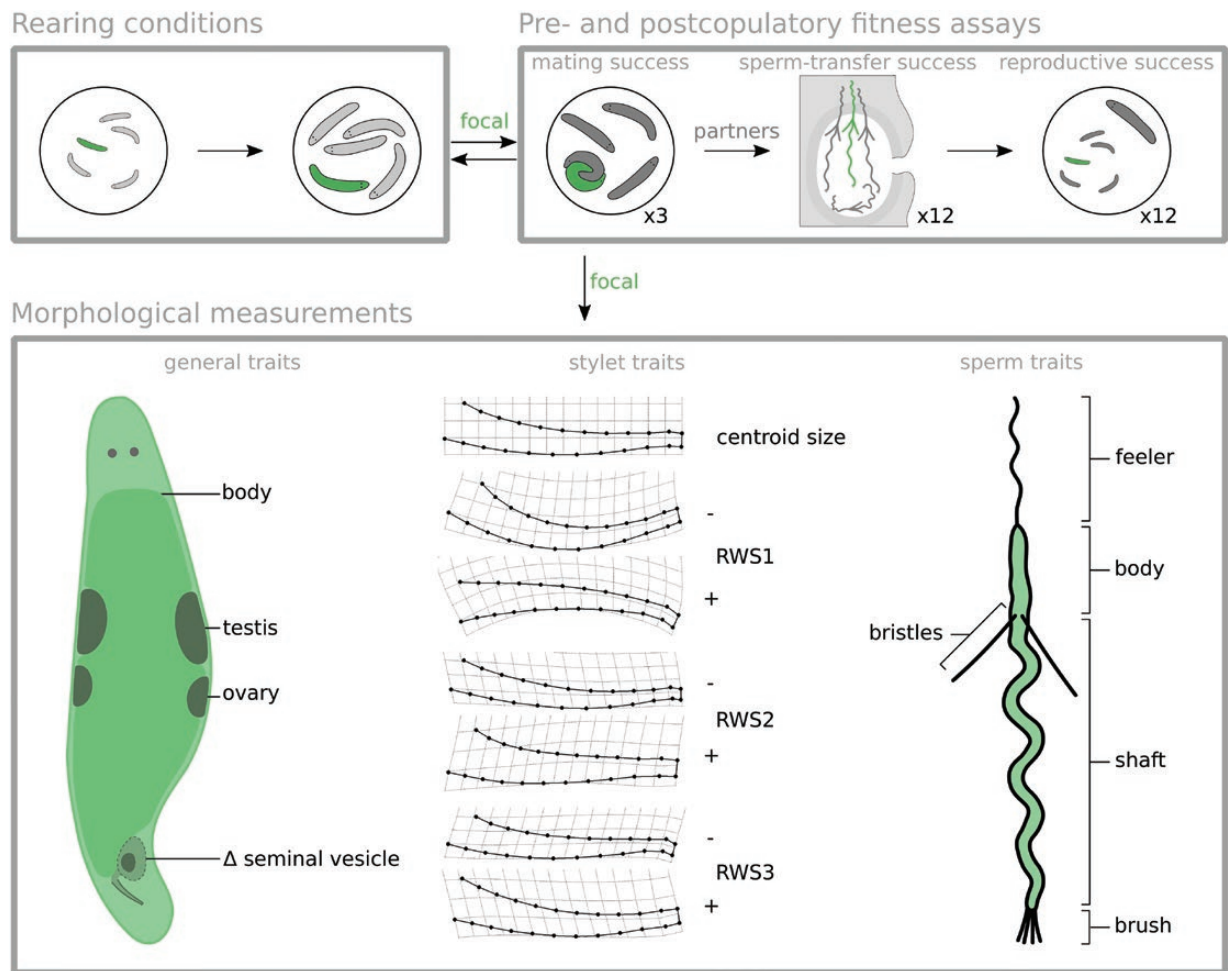 Rearing conditions
Pre- and postcopulatory fitness assays
mating success
sperm-transfer success
reproductive success
focal
partners
x3
x12
x12
focal
Morphological measurements
general traits
stylet traits
sperm traits
body
testis
ovary
Δ seminal vesicle
centroid size
-
RWS1
+
-
RWS2
+
-
RWS3
+
feeler
body
bristles
shaft
brush